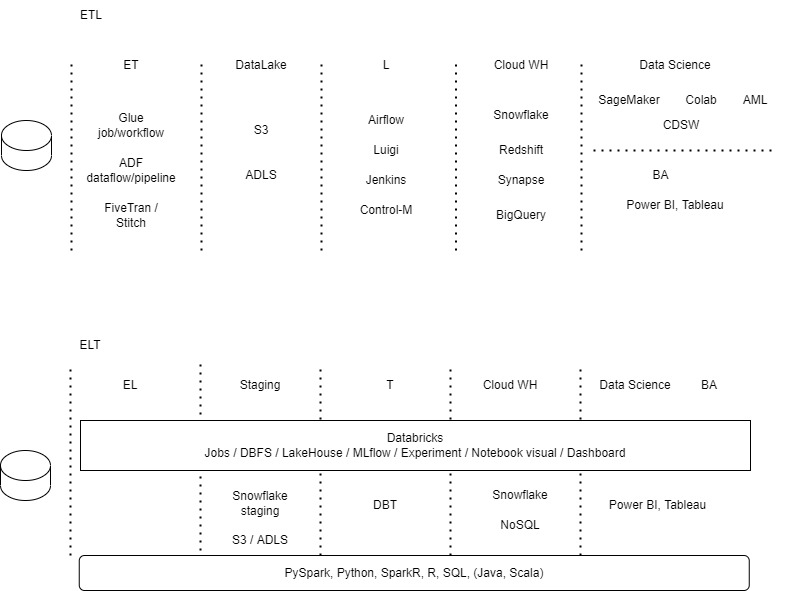 ETL
ET
DataLake
L
Cloud WH
Data Science
SageMaker
Colab
AML
CDSW
Glue
job/workflow
S3
Airflow
Snowflake
Luigi
Redshift
ADF
dataflow/pipeline
ADLS
Jenkins
Synapse
BA
FiveTran /
Stitch
Control-M
BigQuery
Power BI, Tableau
ELT
EL
Staging
T
Cloud WH
Data Science
BA
Databricks
Jobs / DBFS / LakeHouse / MLflow / Experiment / Notebook visual / Dashboard
Snowflake
staging
S3 / ADLS
DBT
Snowflake
NoSQL
Power BI, Tableau
PySpark, Python, SparkR, R, SQL, (Java, Scala)